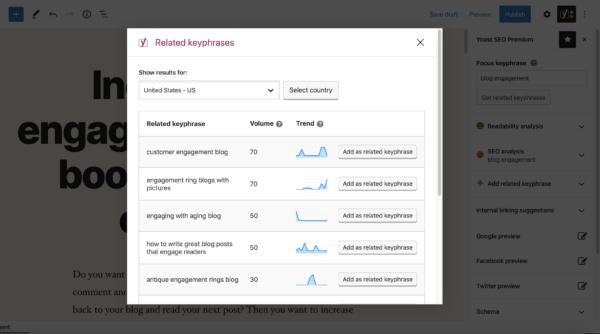 Save draft
Preview
Publish
Related keyphrases
Show results for:
United States - US
Select country
Related keyphrase Volume Trend
customer engagement blog 70 Add as related keyphrase
engagement ring blogs with
pictures
70 Add as related keyphrase
engaging with aging blog 50 Add as related keyphrase
how to write great blog posts
that engage readers
50 Add as related keyphrase
antique engagement rings blog 30 Add as related keyphrase
Yoast SEO Premium
Focus keyphrase
blog engagement
Get related keyphrases
Readability analysis
SEO analysis
blog engagement
Add related keyphrase
Internal linking suggestions
Google preview
Facebook preview
Twitter preview
Schema
In
engag
boo
Do you want
comment and
back to your blog and read your next post? Then you want to increase
ment